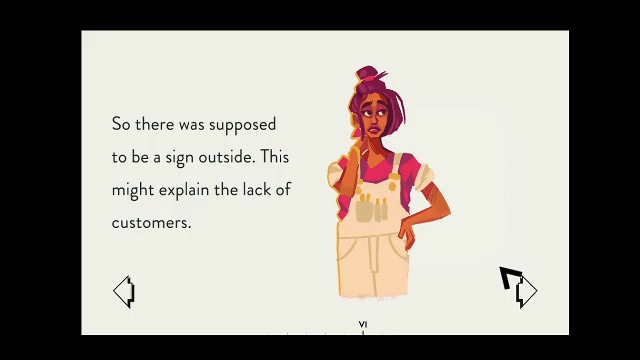 So there was supposed
to be a sign outside. This
might explain the lack of
customers.
VI